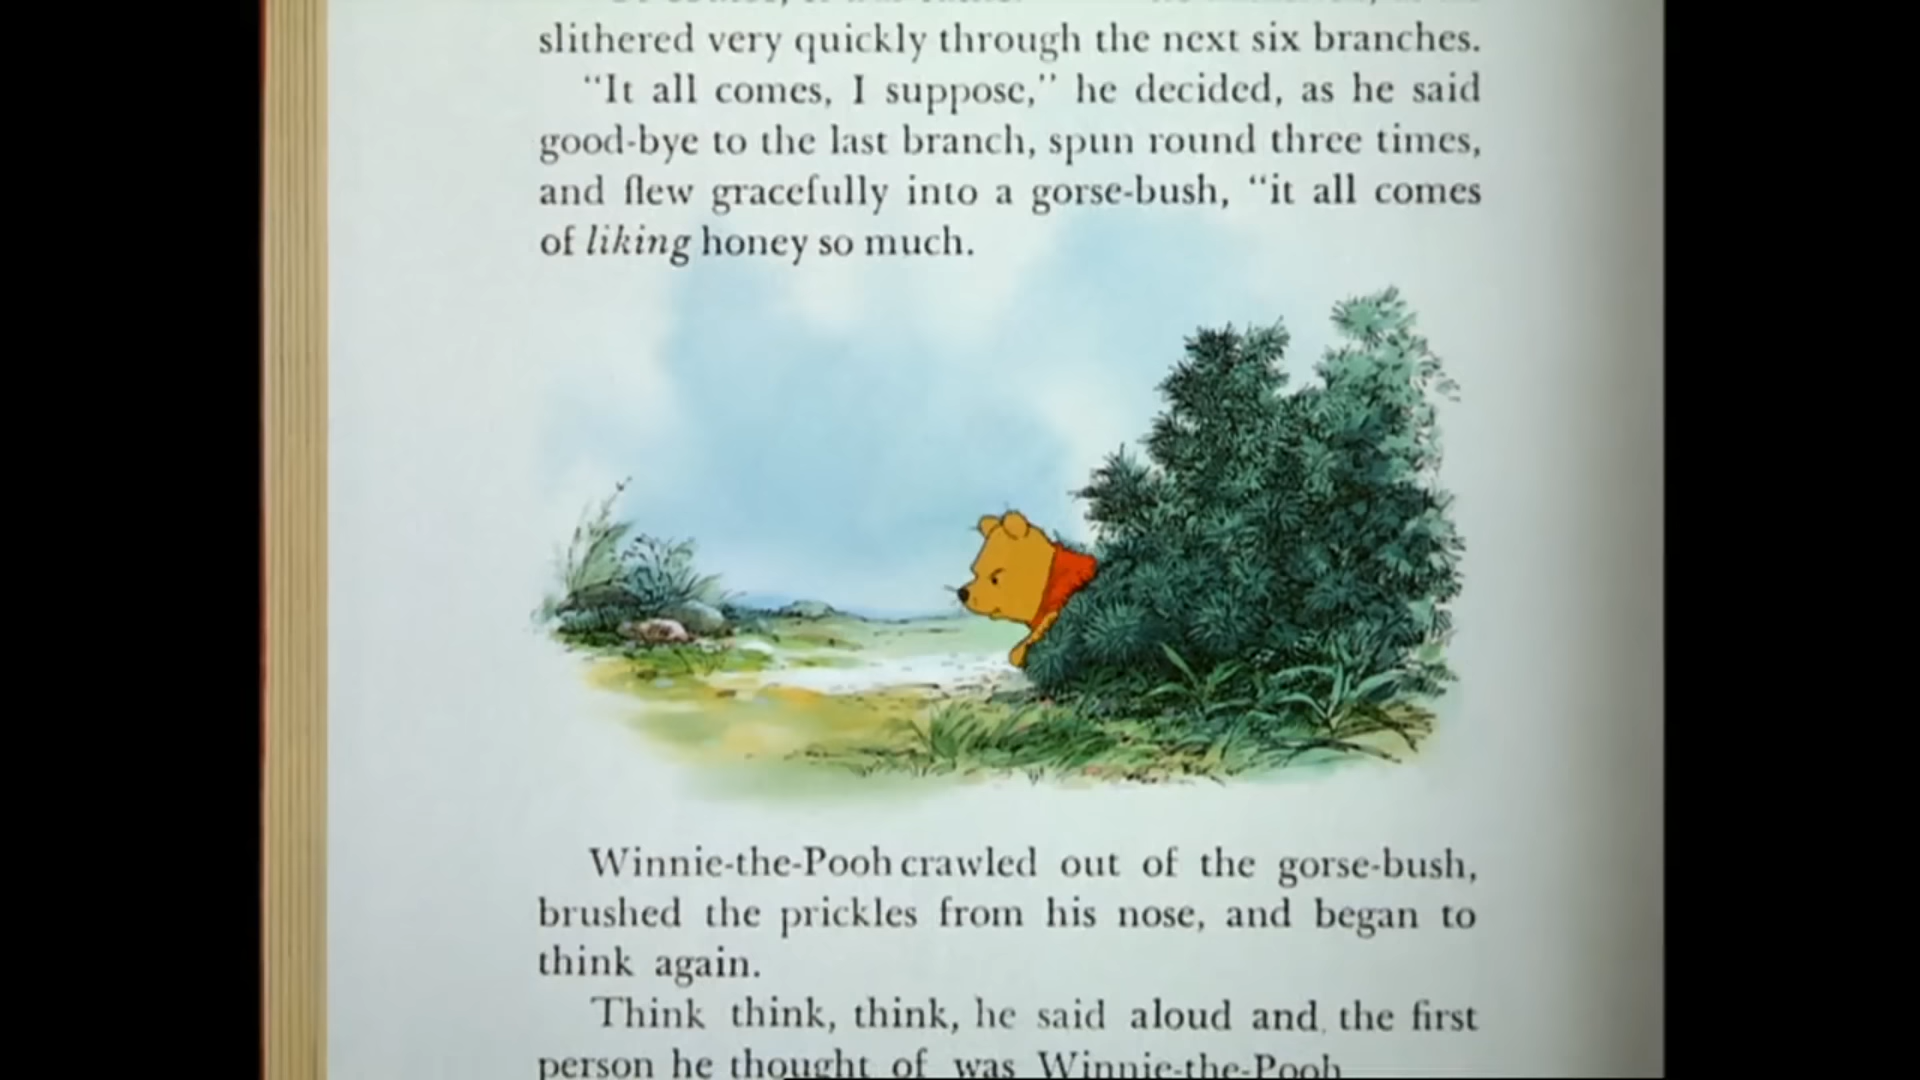 slithered very quickly through the next six branches.
"It all comes, I suppose," he decided, as he said
good-bye to the last branch, spun round three times,
and flew gracefully into a gorse-bush, "it all comes
of liking honey so much.
Winnie-the-Pooh crawled out of the gorse-bush,
brushed the prickles from his nose, and began to
think again.
Think think, think, he said aloud and the first
person he thought of was Winnie-the-Pooh